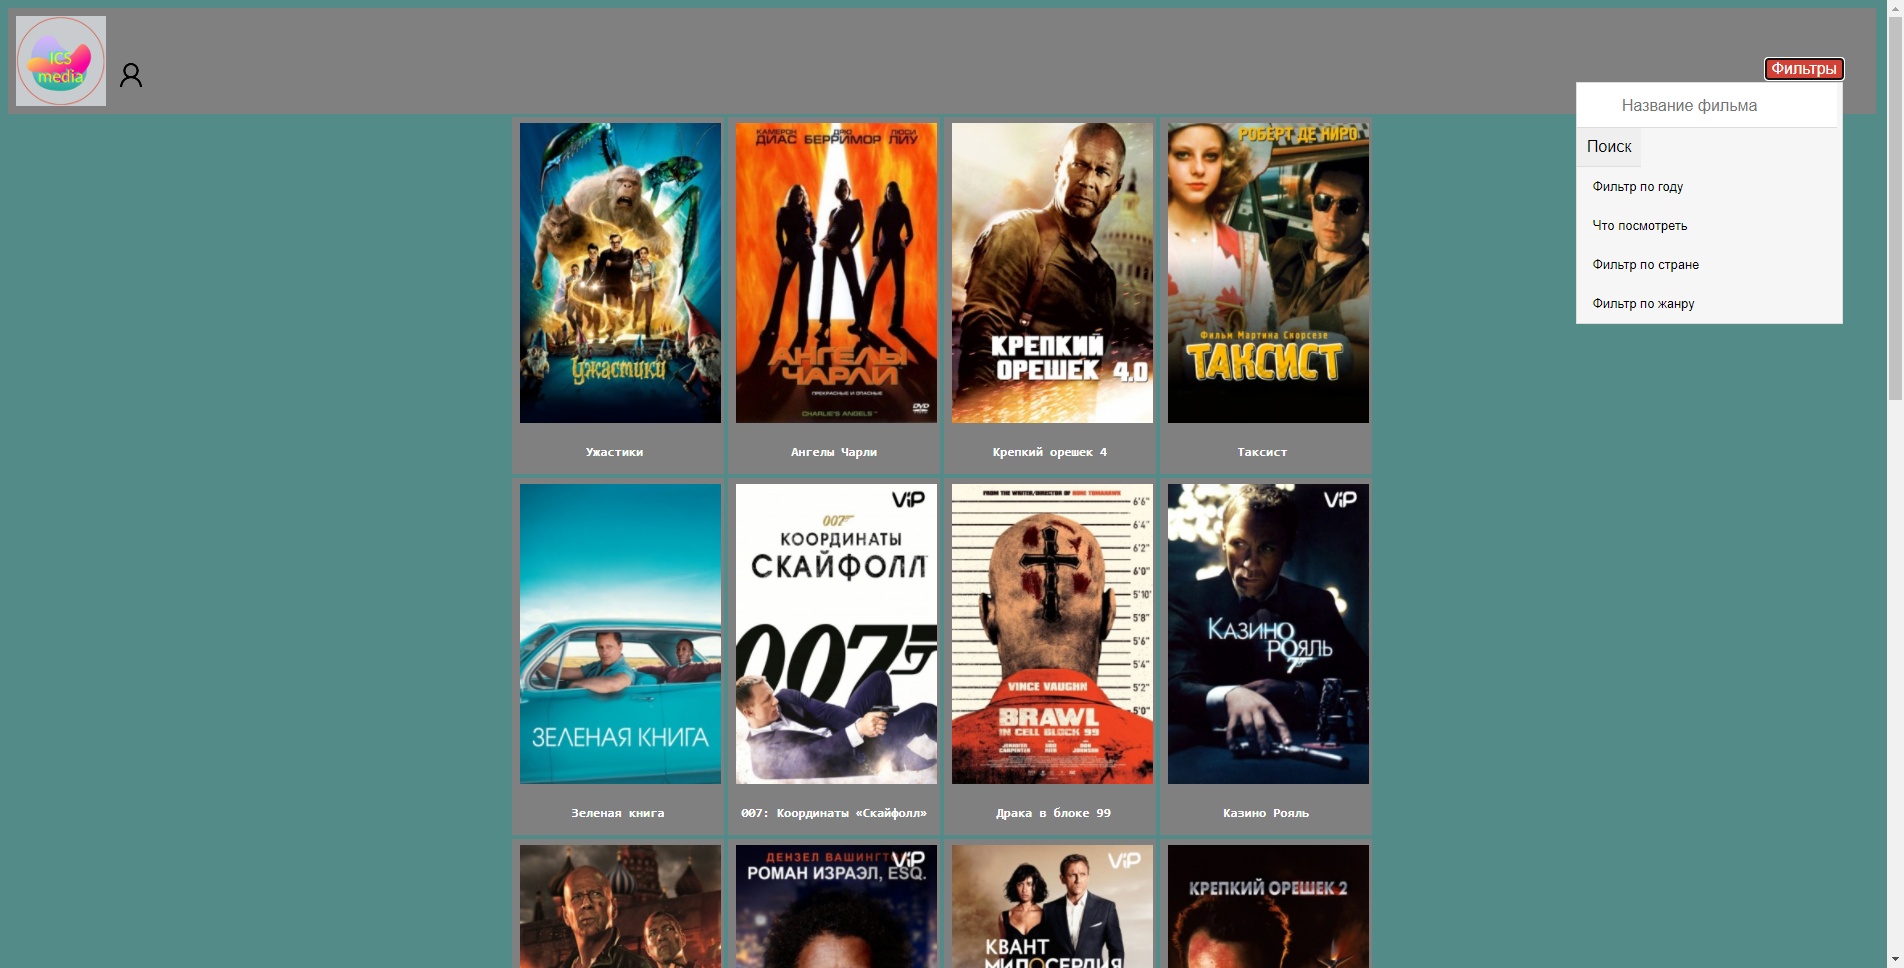 ICS
media
Фильтры
Название фильма
Поиск
Фильтр по году
Что посмотреть
Фильтр по стране
Фильтр по жанру
КАМЕРОН ДРЮ ЛЮСИ
ДИАС БЕРРИМОР ЛИУ
РОБЕРТ ДЕ НИРО
Ужастики
АНГЕЛЫ
ЧАРЛИ
ПРЕКРАСНЫЕ И ОПАСНЫЕ
CHARLIE'S ANGELS
DVD
КРЕПКИЙ
ОРЕШЕК 4.0
Фильм Мартина Скорсезе
ТАКСИСТ
Ужастики
Ангелы Чарли
Крепкий орешек 4
Таксист
ЗЕЛЕНАЯ КНИГА
ViP
007
КООРДИНАТЫ
СКАЙФОЛЛ
007
FROM THE WRITER/DIRECTOR OF BONE TOMAHAWK
6'6"
6'4"
6'2"
6'0"
5'10"
5'8"
5'6"
5'4"
5'2"
5'0"
VINCE VAUGHN
BRAWL
IN CELL BLOCK 99
JENNIFER CARPENTER DON JOHNSON
ViP
КАЗИНО
РОЯЛЬ
7
Зеленая книга
007: Координаты «Скайфолл»
Драка в блоке 99
Казино Рояль
ДЕНЗЕЛ ВАШИНГТ
ViP
РОМАН ИЗРАЭЛ, ESQ.
ViP
КВАНТ
МИЛОСЕРДИЯ
КРЕПКИЙ ОРЕШЕК 2